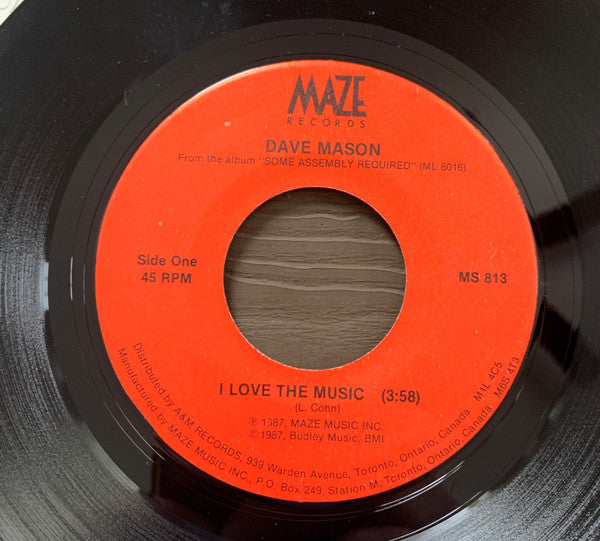 MAZE
RECORDS
DAVE MASON
From the album "SOME ASSEMBLY REQUIRED" (ML 8016)
Side One
45 RPM
MS 813
I LOVE THE MUSIC (3:58)
(L. Cohn)
℗ 1987, MAZE MUSIC INC.
© 1987, Budley Music, BMI
Distributed by A&M RECORDS, 939 Warden Avenue, Toronto, Ontario, Canada M1L 4C5
Manufactured by MAZE MUSIC INC., P.O. Box 249, Station M, Toronto, Ontario, Canada M6S 4T3